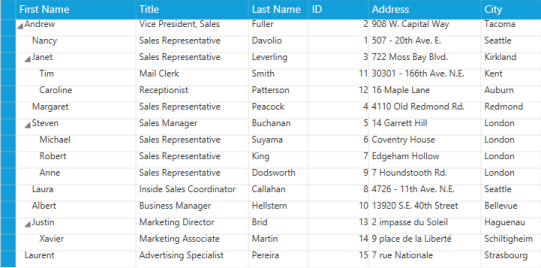 First Name Title Last Name ID Address City
Andrew Vice President, Sales Fuller 2 908 W. Capital Way Tacoma
Nancy Sales Representative Davolio 1 507 - 20th Ave. E. Seattle
Janet Sales Representative Leverling 3 722 Moss Bay Blvd. Kirkland
Tim Mail Clerk Smith 11 30301 - 166th Ave. N.E. Kent
Caroline Receptionist Patterson 12 16 Maple Lane Auburn
Margaret Sales Representative Peacock 4 4110 Old Redmond Rd. Redmond
Steven Sales Manager Buchanan 5 14 Garrett Hill London
Michael Sales Representative Suyama 6 Coventry House London
Robert Sales Representative King 7 Edgeham Hollow London
Anne Sales Representative Dodsworth 9 7 Houndstooth Rd. London
Laura Inside Sales Coordinator Callahan 8 4726 - 11th Ave. N.E. Seattle
Albert Business Manager Hellstern 10 13920 S.E. 40th Street Bellevue
Justin Marketing Director Brid 13 2 impasse du Soleil Haguenau
Xavier Marketing Associate Martin 14 9 place de la Liberté Schiltigheim
Laurent Advertising Specialist Pereira 15 7 rue Nationale Strasbourg